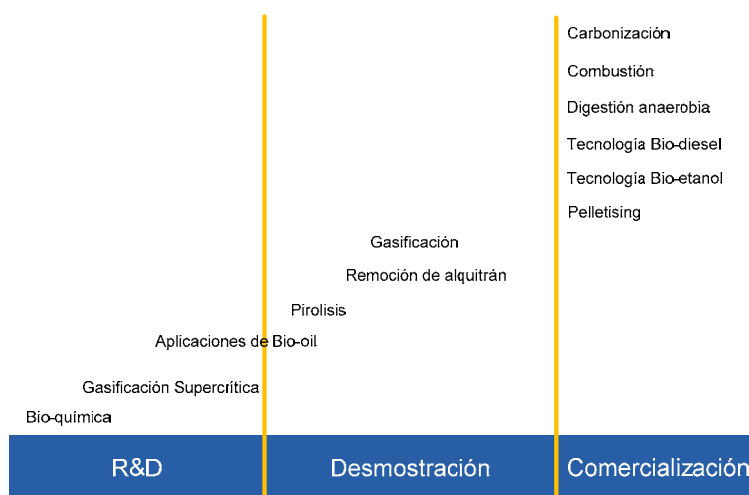 Carbonización
Combustión
Digestión anaerobia
Tecnología Bio-diesel
Tecnología Bio-etanol
Pelletising
Gasificación
Remoción de alquitrán
Pirolisis
Aplicaciones de Bio-oil
Gasificación Supercrítica
Bio-química
R&D
Desmostración
Comercialización